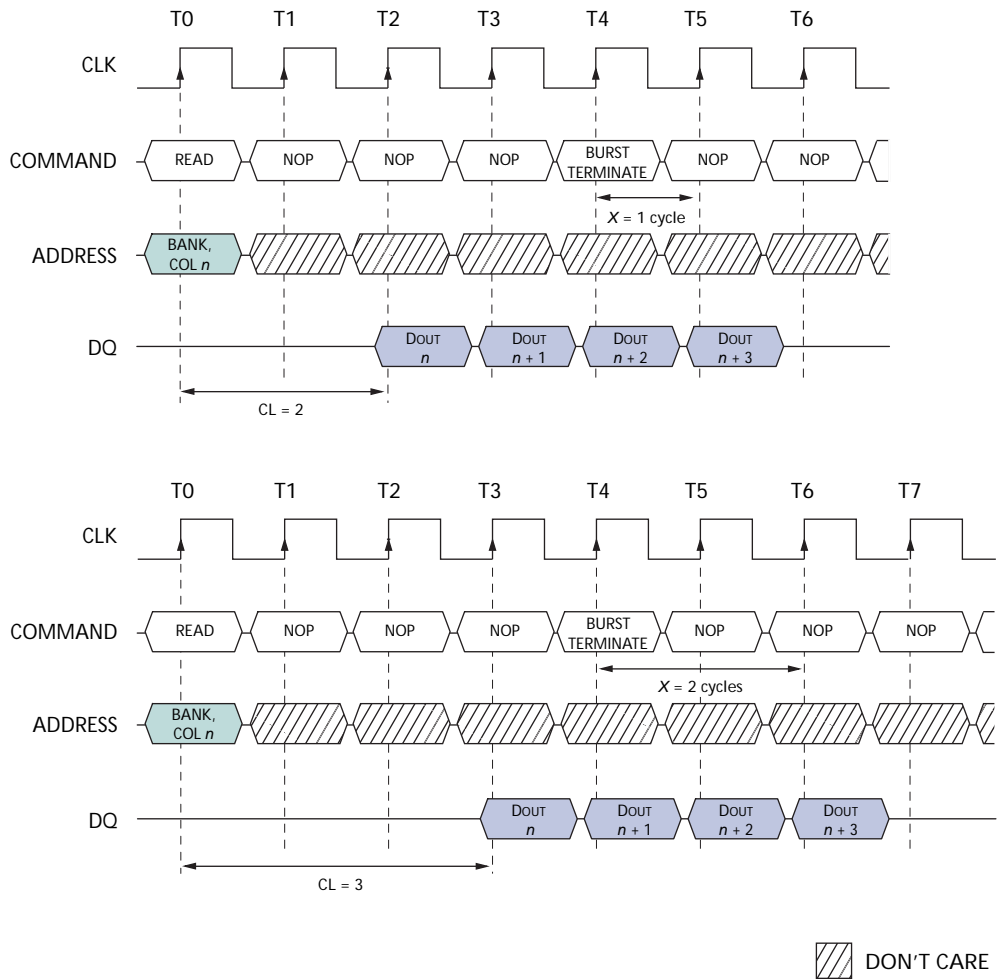 T0 T1 T2 T3 T4 T5 T6
CLK
COMMAND READ NOP NOP NOP BURST TERMINATE NOP NOP
X = 1 cycle
ADDRESS BANK, COL n
DQ DOUT n DOUT n + 1 DOUT n + 2 DOUT n + 3
CL = 2
T0 T1 T2 T3 T4 T5 T6 T7
CLK
COMMAND READ NOP NOP NOP BURST TERMINATE NOP NOP NOP
X = 2 cycles
ADDRESS BANK, COL n
DQ DOUT n DOUT n + 1 DOUT n + 2 DOUT n + 3
CL = 3
DON'T CARE